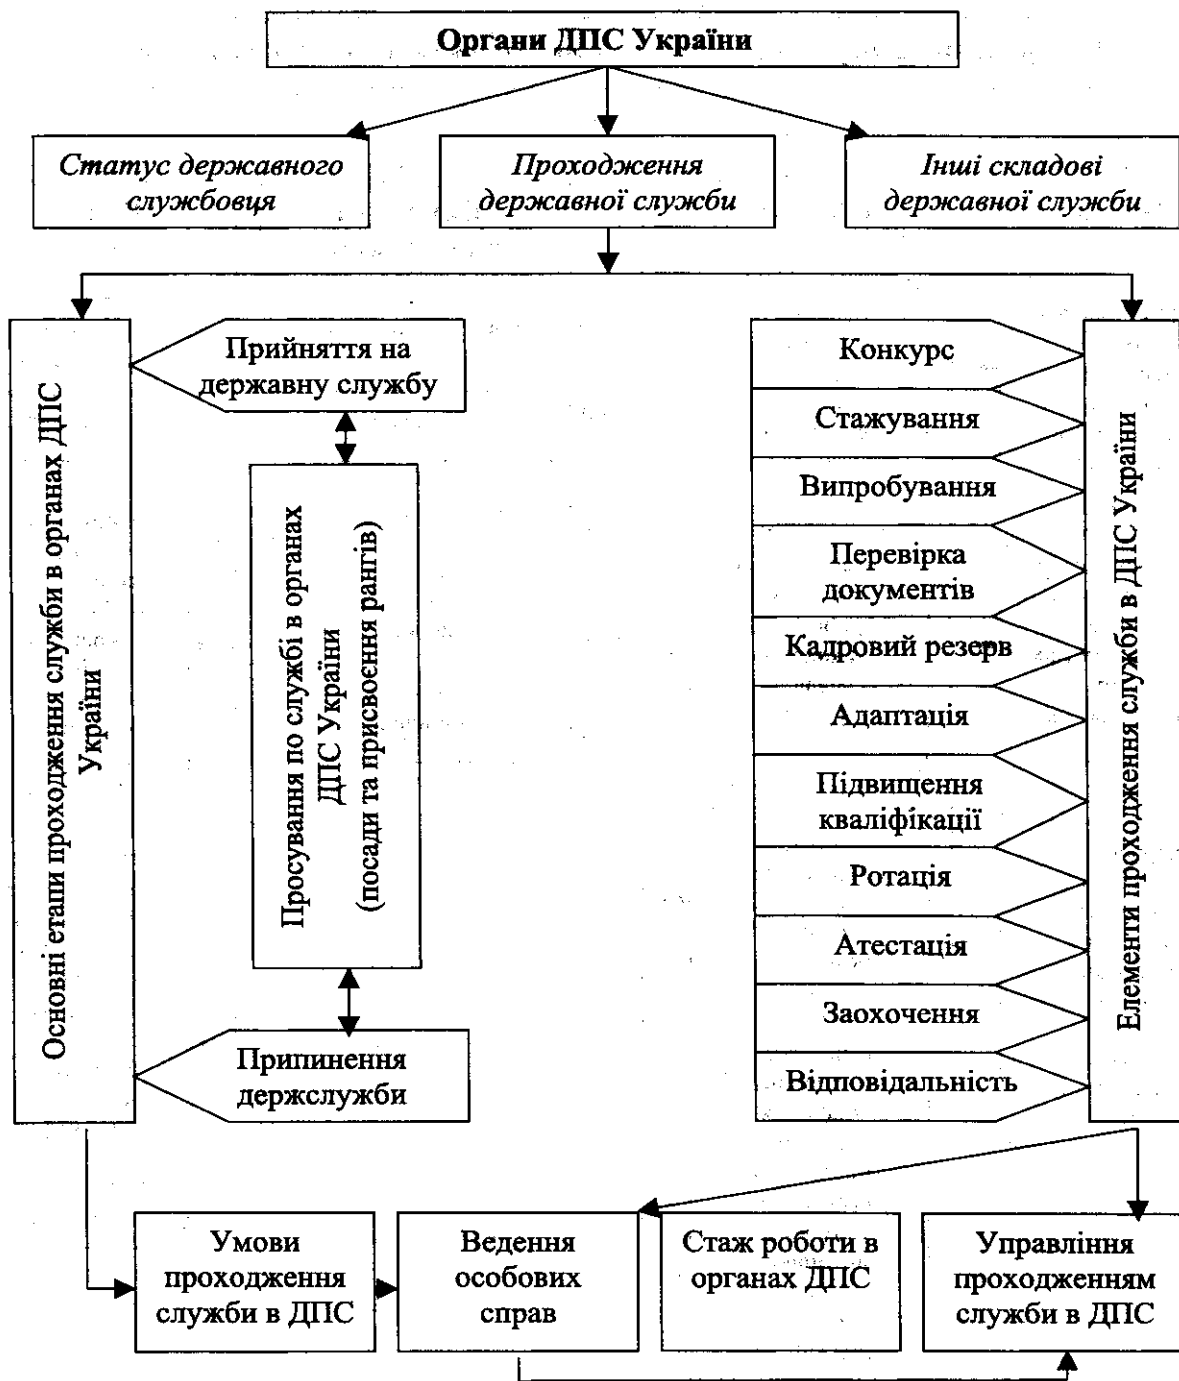 Органи ДПС України
Статус державного
службовця
Проходження
державної служби
Інші складові
державної служби
Основні етапи проходження служби в органах ДПС
України
Прийняття на
державну службу
Просування по службі в органах
ДПС України
(посади та присвоєння рангів)
Припинення
держслужби
Конкурс
Стажування
Випробування
Перевірка
документів
Кадровий резерв
Адаптація
Підвищення
кваліфікації
Ротація
Атестація
Заохочення
Відповідальність
Елементи проходження служби в ДПС України
Умови
проходження
служби в ДПС
Ведення
особових
справ
Стаж роботи в
органах ДПС
Управління
проходженням
служби в ДПС